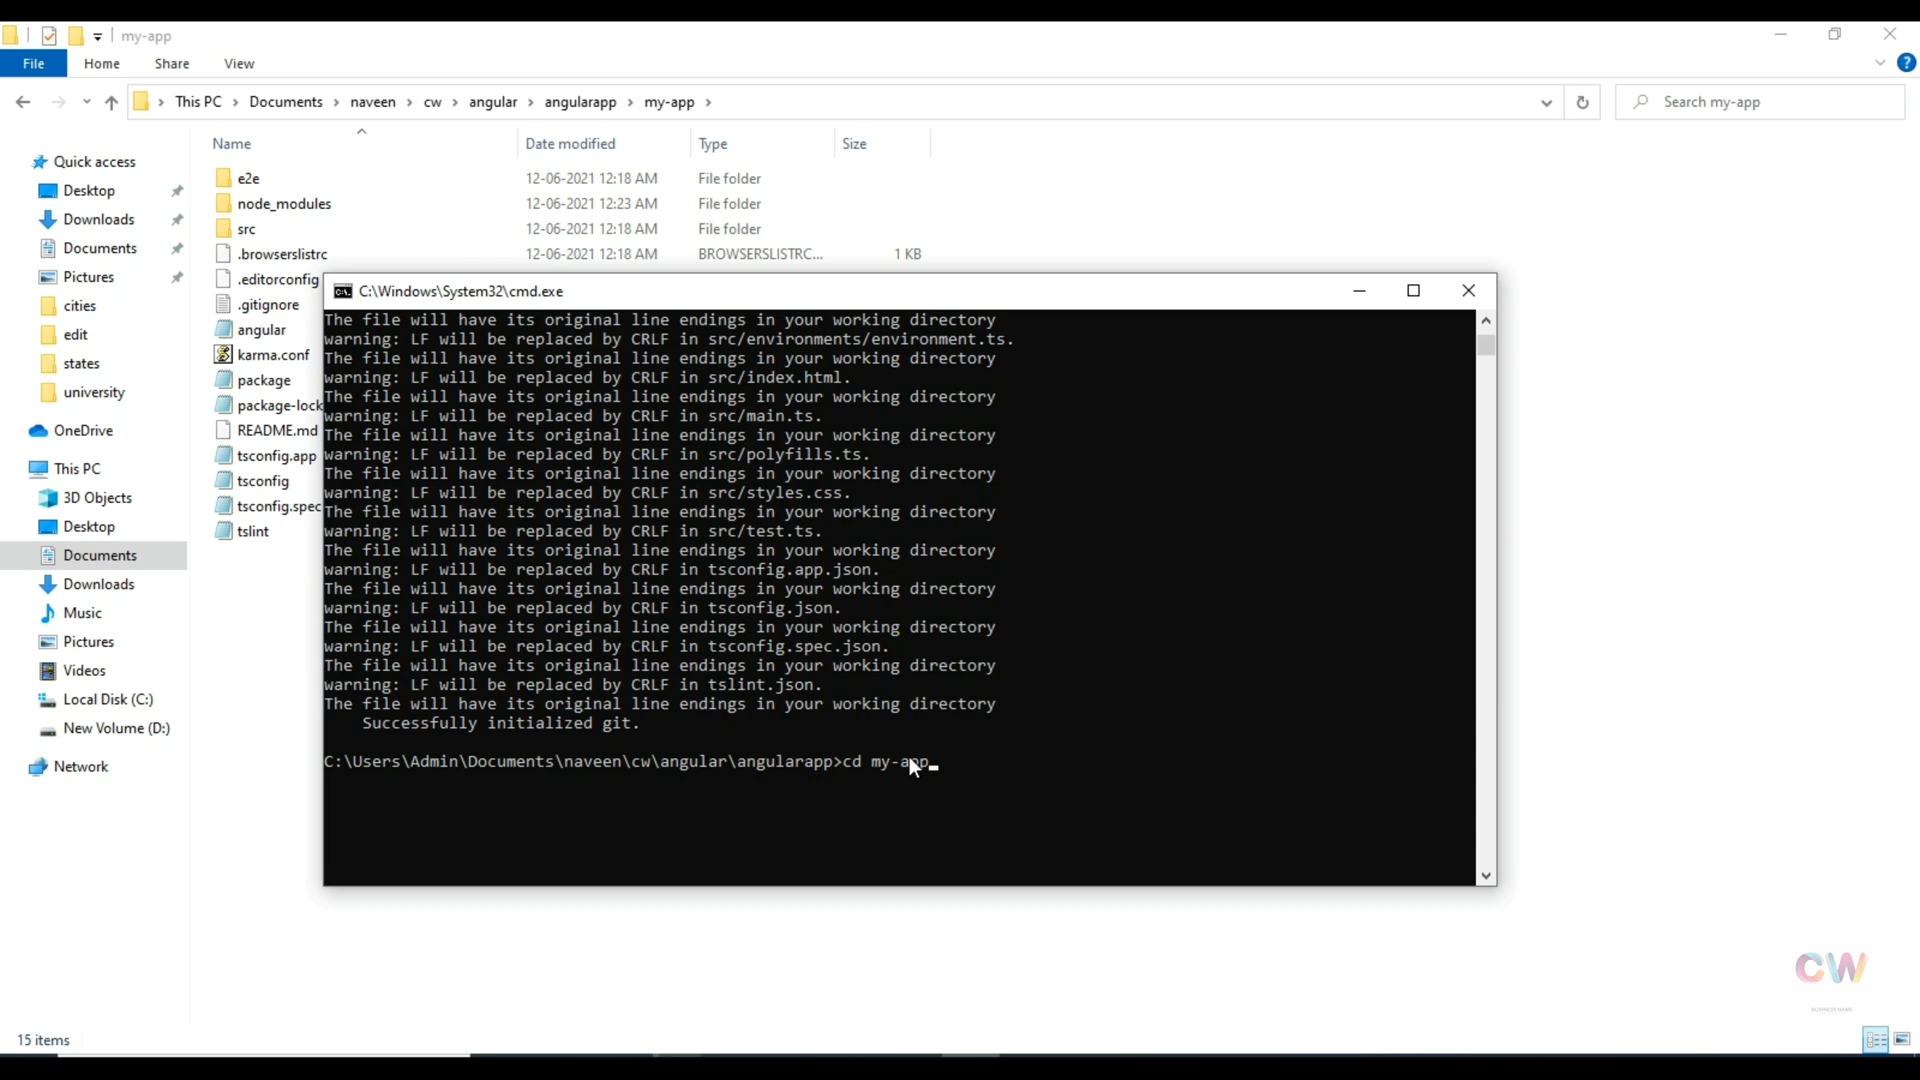 my-app
File Home Share View
This PC > Documents > naveen > cw > angular > angularapp > my-app >
Search my-app
Name Date modified Type Size
Quick access
Desktop
Downloads
Documents
Pictures
cities
edit
states
university
OneDrive
This PC
3D Objects
Desktop
Documents
Downloads
Music
Pictures
Videos
Local Disk (C:)
New Volume (D:)
Network
e2e 12-06-2021 12:18 AM File folder
node_modules 12-06-2021 12:23 AM File folder
src 12-06-2021 12:18 AM File folder
.browserslistrc 12-06-2021 12:18 AM BROWSERSLISTRC... 1 KB
.editorconfig
.gitignore
angular
karma.conf
package
package-lock
README.md
tsconfig.app
tsconfig
tsconfig.spec
tslint
C:\Windows\System32\cmd.exe
The file will have its original line endings in your working directory
warning: LF will be replaced by CRLF in src/environments/environment.ts.
The file will have its original line endings in your working directory
warning: LF will be replaced by CRLF in src/index.html.
The file will have its original line endings in your working directory
warning: LF will be replaced by CRLF in src/main.ts.
The file will have its original line endings in your working directory
warning: LF will be replaced by CRLF in src/polyfills.ts.
The file will have its original line endings in your working directory
warning: LF will be replaced by CRLF in src/styles.css.
The file will have its original line endings in your working directory
warning: LF will be replaced by CRLF in src/test.ts.
The file will have its original line endings in your working directory
warning: LF will be replaced by CRLF in tsconfig.app.json.
The file will have its original line endings in your working directory
warning: LF will be replaced by CRLF in tsconfig.json.
The file will have its original line endings in your working directory
warning: LF will be replaced by CRLF in tsconfig.spec.json.
The file will have its original line endings in your working directory
warning: LF will be replaced by CRLF in tslint.json.
The file will have its original line endings in your working directory
Successfully initialized git.
C:\Users\Admin\Documents\naveen\cw\angular\angularapp>cd my-app
CW
BUSINESS NAME
15 items